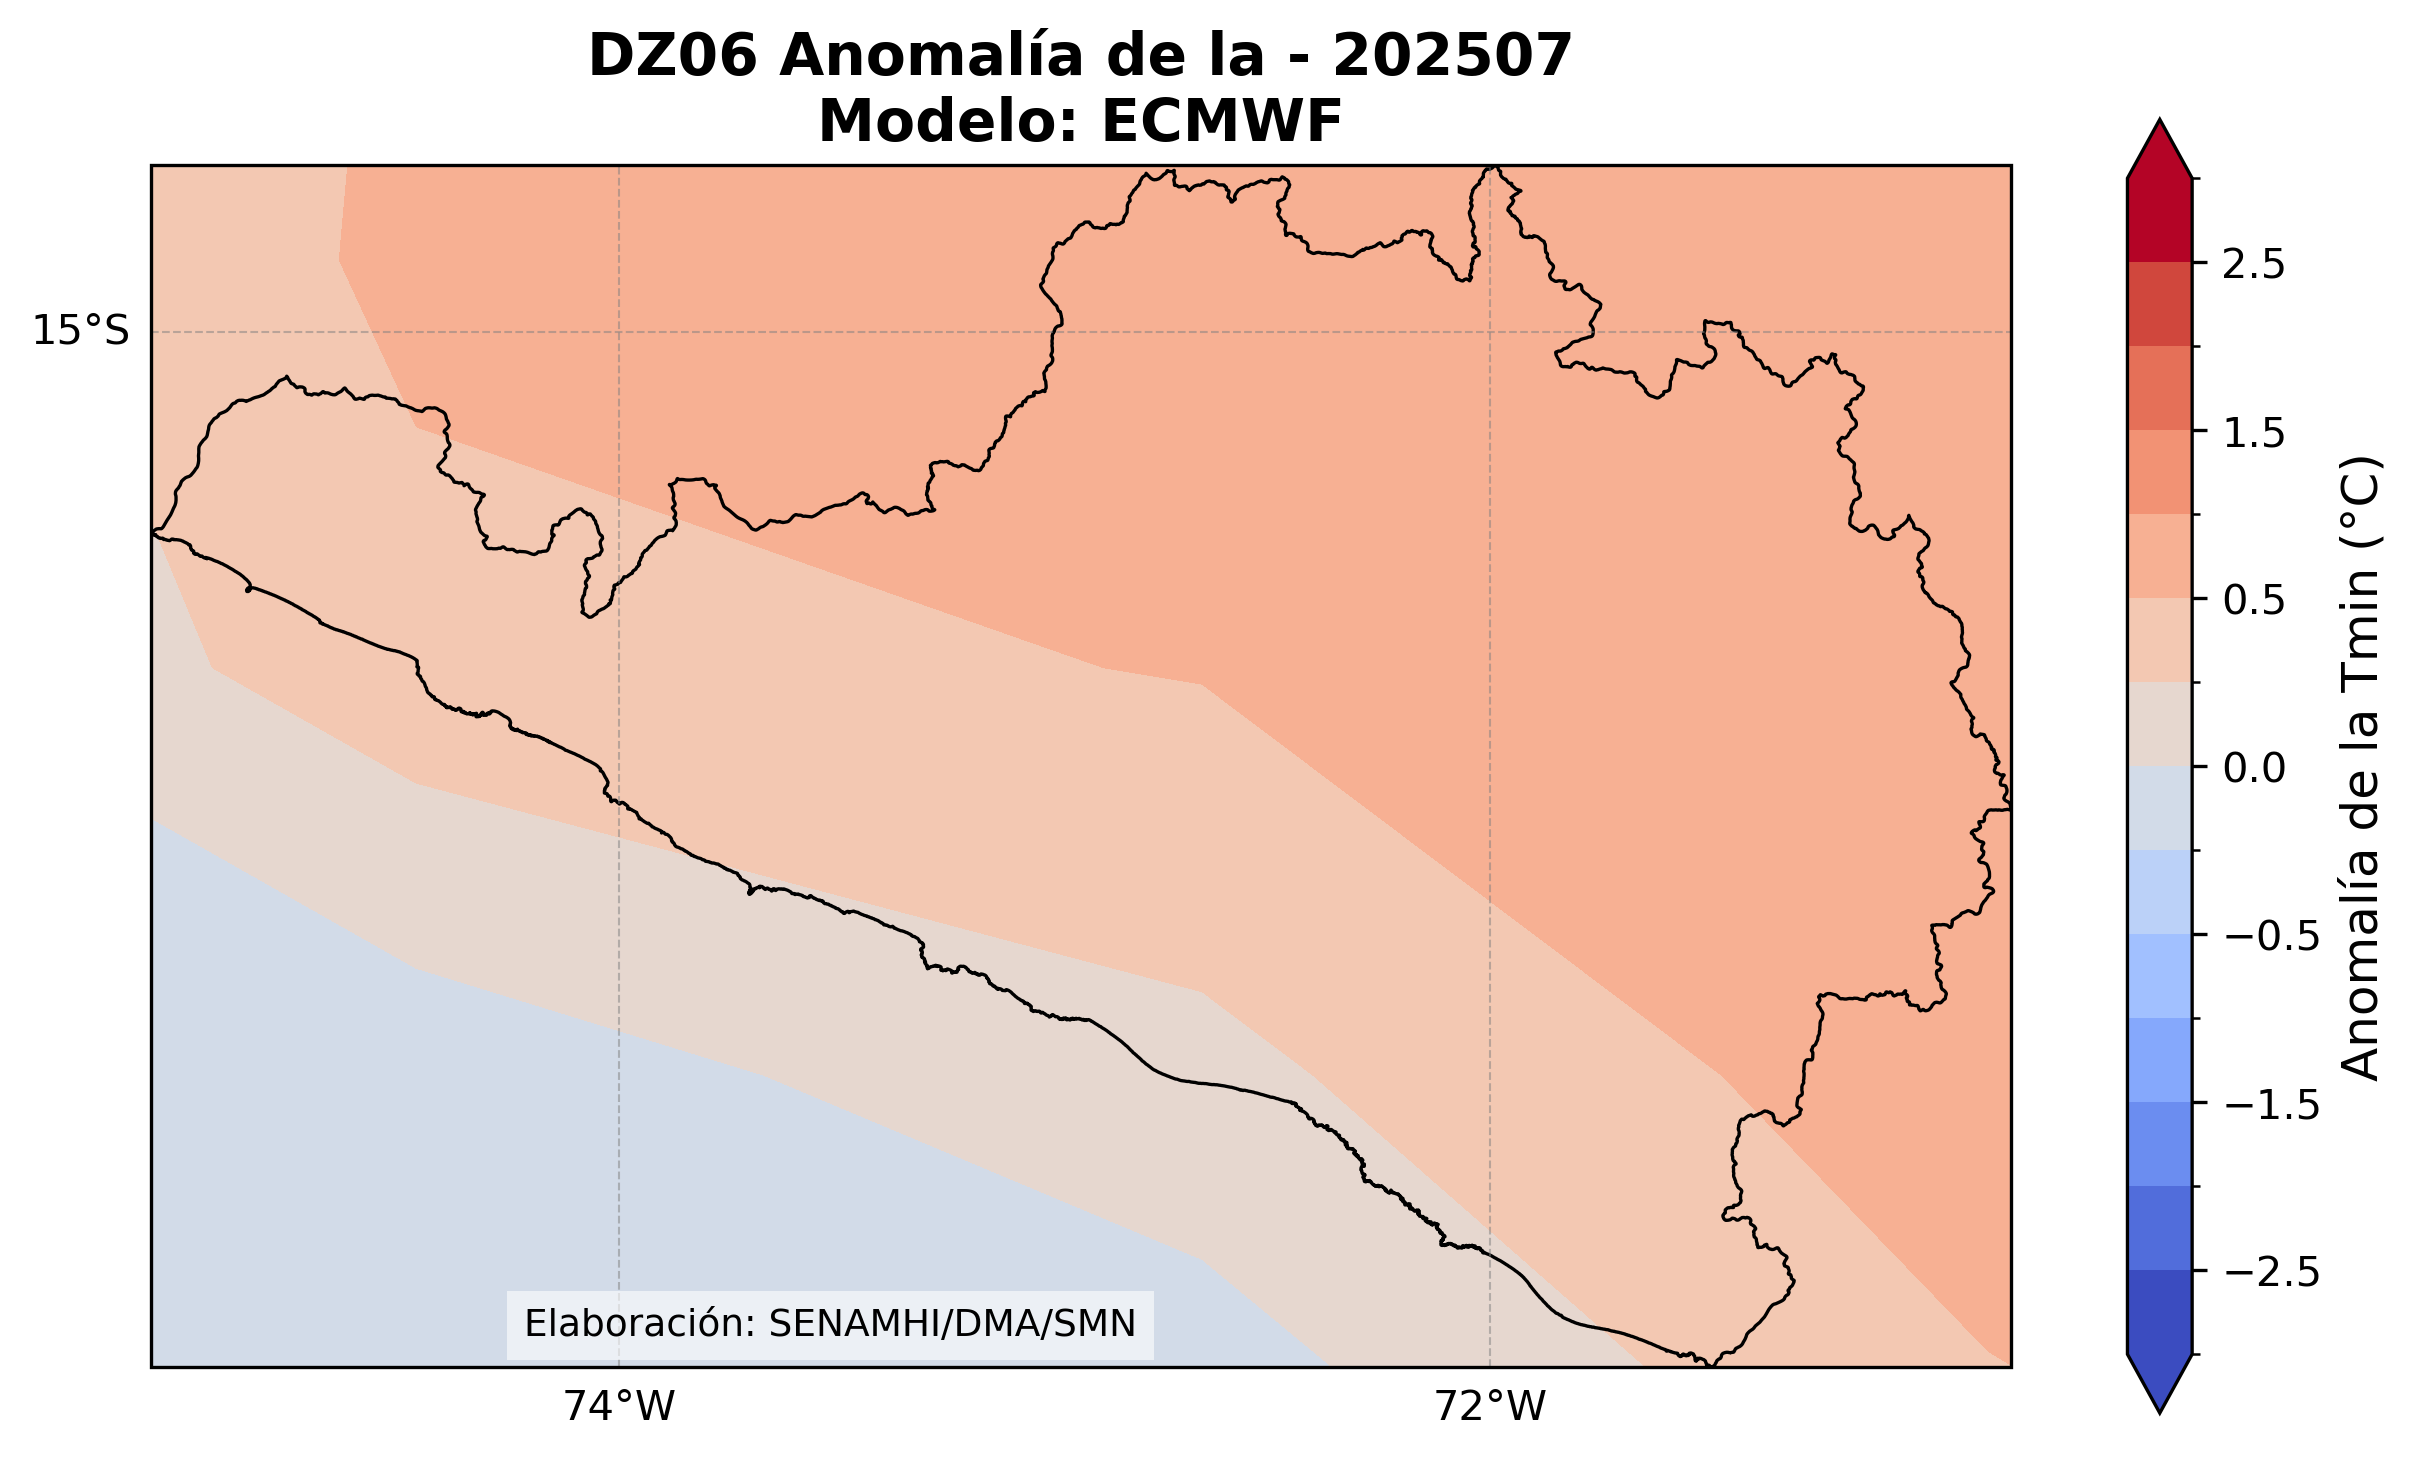 DZ06 Anomalía de la - 202507
Modelo: ECMWF
15°S
74°W
72°W
Elaboración: SENAMHI/DMA/SMN
2.5
1.5
0.5
0.0
−0.5
−1.5
−2.5
Anomalía de la Tmin (°C)